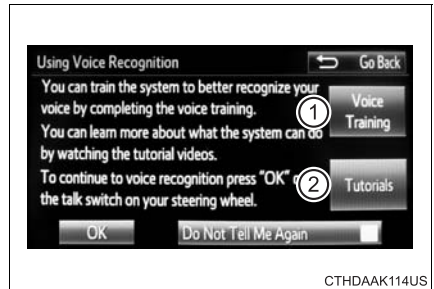 Using Voice Recognition
Go Back
You can train the system to better recognize your
voice by completing the voice training.
1
Voice
Training
You can learn more about what the system can do
by watching the tutorial videos.
To continue to voice recognition press "OK"
2
Tutorials
the talk switch on your steering wheel.
OK
Do Not Tell Me Again
CTHDAAK114US